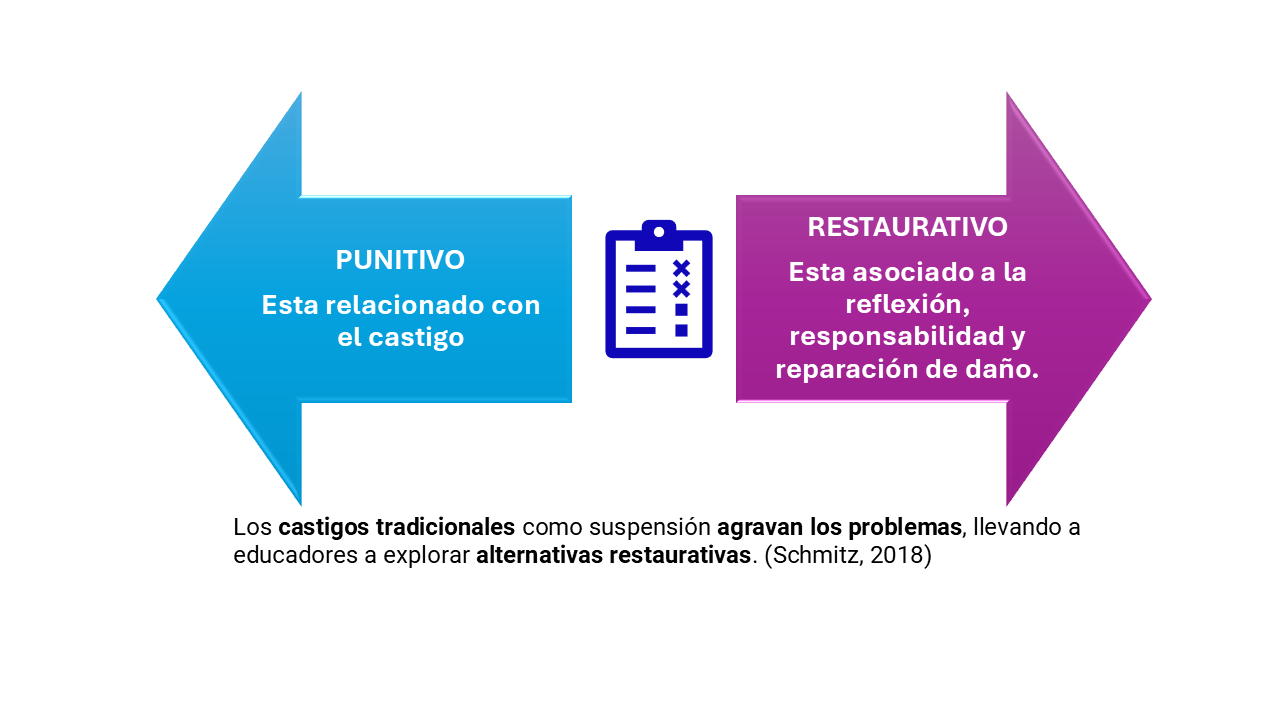 PUNITIVO
Esta relacionado con
el castigo
RESTAURATIVO
Esta asociado a la
reflexión,
responsabilidad y
reparación de daño.
Los castigos tradicionales como suspensión agravan los problemas, llevando a
educadores a explorar alternativas restaurativas. (Schmitz, 2018)